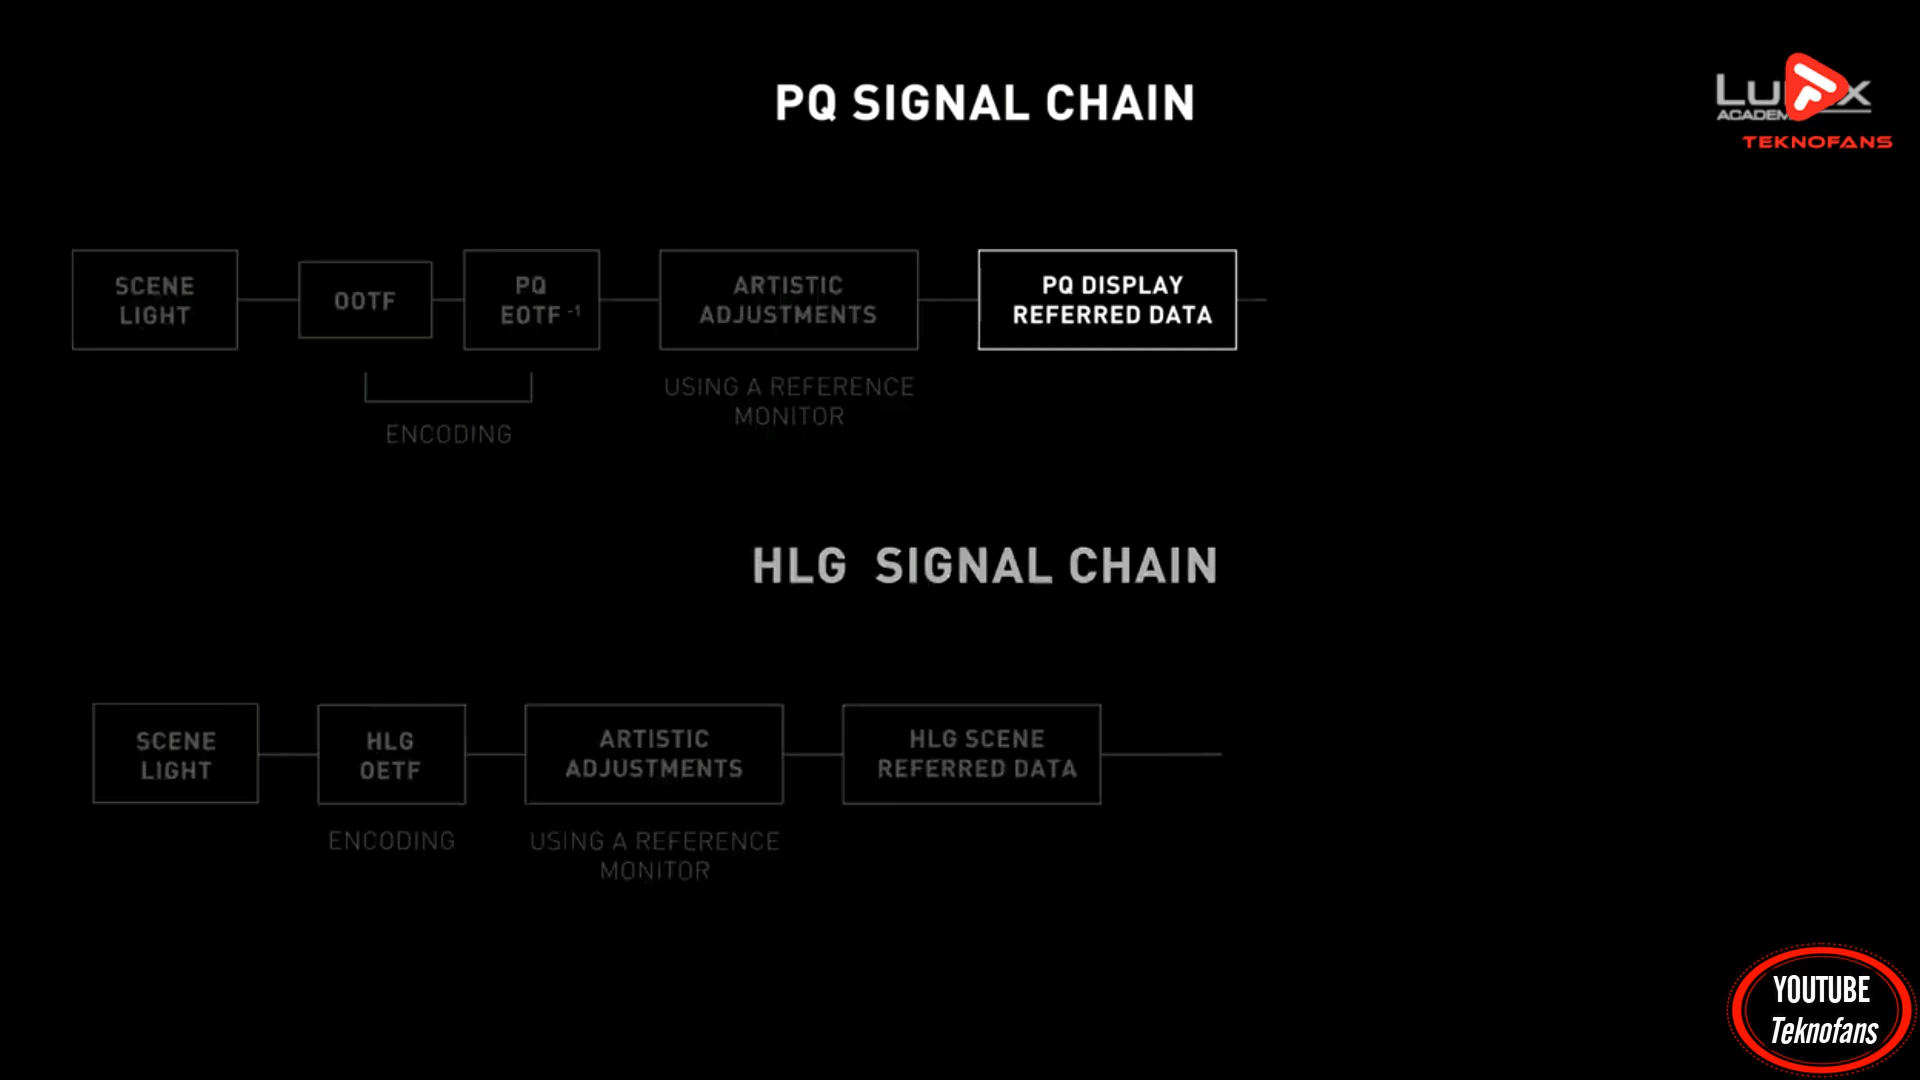 PQ SIGNAL CHAIN
TEKNOFANS
SCENE
LIGHT
OOTF
PQ
EOTF -1
ARTISTIC
ADJUSTMENTS
PQ DISPLAY
REFERRED DATA
ENCODING
USING A REFERENCE
MONITOR
HLG SIGNAL CHAIN
SCENE
LIGHT
HLG
OETF
ARTISTIC
ADJUSTMENTS
HLG SCENE
REFERRED DATA
ENCODING
USING A REFERENCE
MONITOR
YOUTUBE
Teknofans